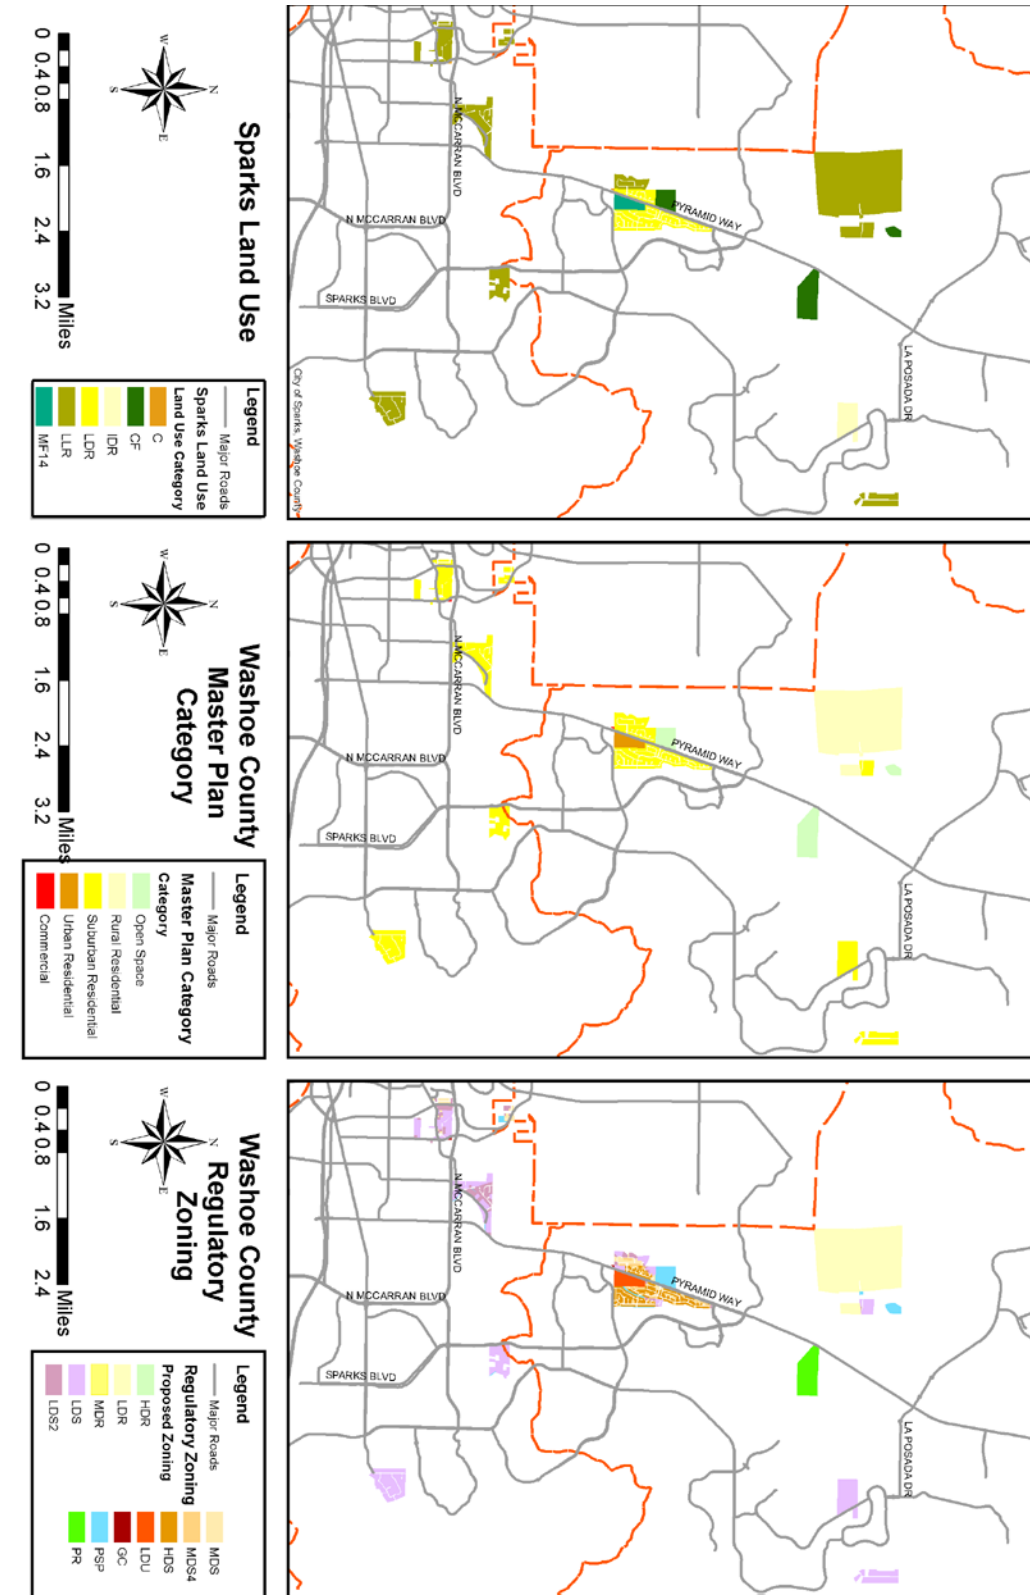 Sparks Land Use
W
N
S
E
0 0.4 0.8 1.6 2.4 3.2
Miles
Legend
Major Roads
Sparks Land Use
Land Use Category
C
CF
IDR
LDR
LLR
MF14
N MCCARRAN BLVD
N MCCARRAN BLVD
SPARKS BLVD
PYRAMID WAY
LA POSADA DR
City of Sparks, Washoe County
Washoe County
Master Plan
Category
W
N
S
E
0 0.4 0.8 1.6 2.4 3.2
Miles
Legend
Major Roads
Master Plan Category
Category
Open Space
Rural Residential
Suburban Residential
Urban Residential
Commercial
N MCCARRAN BLVD
N MCCARRAN BLVD
SPARKS BLVD
PYRAMID WAY
LA POSADA DR
Washoe County
Regulatory
Zoning
W
N
S
E
0 0.4 0.8 1.6 2.4
Miles
Legend
Major Roads
Regulatory Zoning
Proposed Zoning
HDR
LDR
MDR
LDS
LDS2
MDS
MDS4
HDS
LDU
GC
PSP
PR
N MCCARRAN BLVD
N MCCARRAN BLVD
SPARKS BLVD
PYRAMID WAY
LA POSADA DR